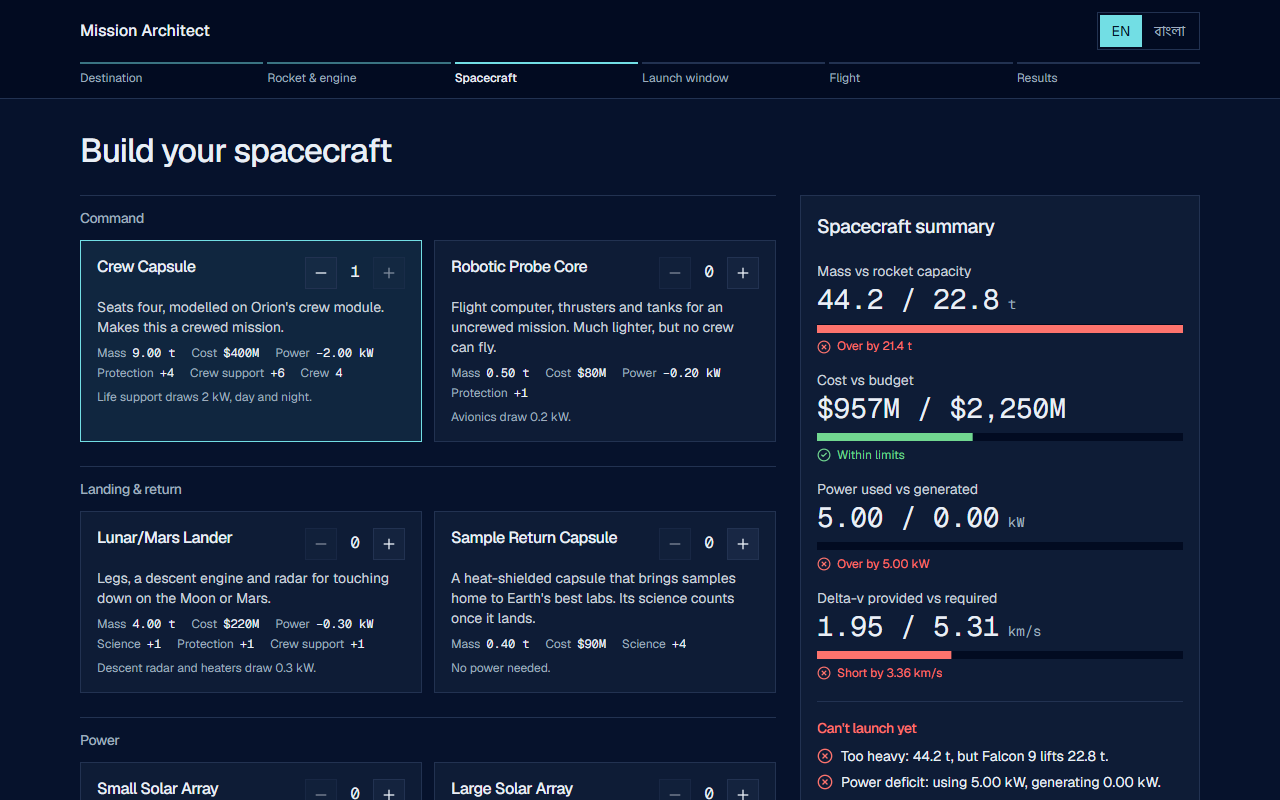 Mission Architect
EN বাংলা
Destination
Rocket & engine
Spacecraft
Launch window
Flight
Results
Build your spacecraft
Command
Crew Capsule
− 1 +
Seats four, modelled on Orion's crew module.
Makes this a crewed mission.
Mass 9.00 t Cost $400M Power −2.00 kW
Protection +4 Crew support +6 Crew 4
Life support draws 2 kW, day and night.
Robotic Probe Core
− 0 +
Flight computer, thrusters and tanks for an
uncrewed mission. Much lighter, but no crew
can fly.
Mass 0.50 t Cost $80M Power −0.20 kW
Protection +1
Avionics draw 0.2 kW.
Landing & return
Lunar/Mars Lander
− 0 +
Legs, a descent engine and radar for touching
down on the Moon or Mars.
Mass 4.00 t Cost $220M Power −0.30 kW
Science +1 Protection +1 Crew support +1
Descent radar and heaters draw 0.3 kW.
Sample Return Capsule
− 0 +
A heat-shielded capsule that brings samples
home to Earth's best labs. Its science counts
once it lands.
Mass 0.40 t Cost $90M Science +4
No power needed.
Power
Small Solar Array
− 0 +
Large Solar Array
− 0 +
Spacecraft summary
Mass vs rocket capacity
44.2 / 22.8 t
Over by 21.4 t
Cost vs budget
$957M / $2,250M
Within limits
Power used vs generated
5.00 / 0.00 kW
Over by 5.00 kW
Delta-v provided vs required
1.95 / 5.31 km/s
Short by 3.36 km/s
Can't launch yet
Too heavy: 44.2 t, but Falcon 9 lifts 22.8 t.
Power deficit: using 5.00 kW, generating 0.00 kW.